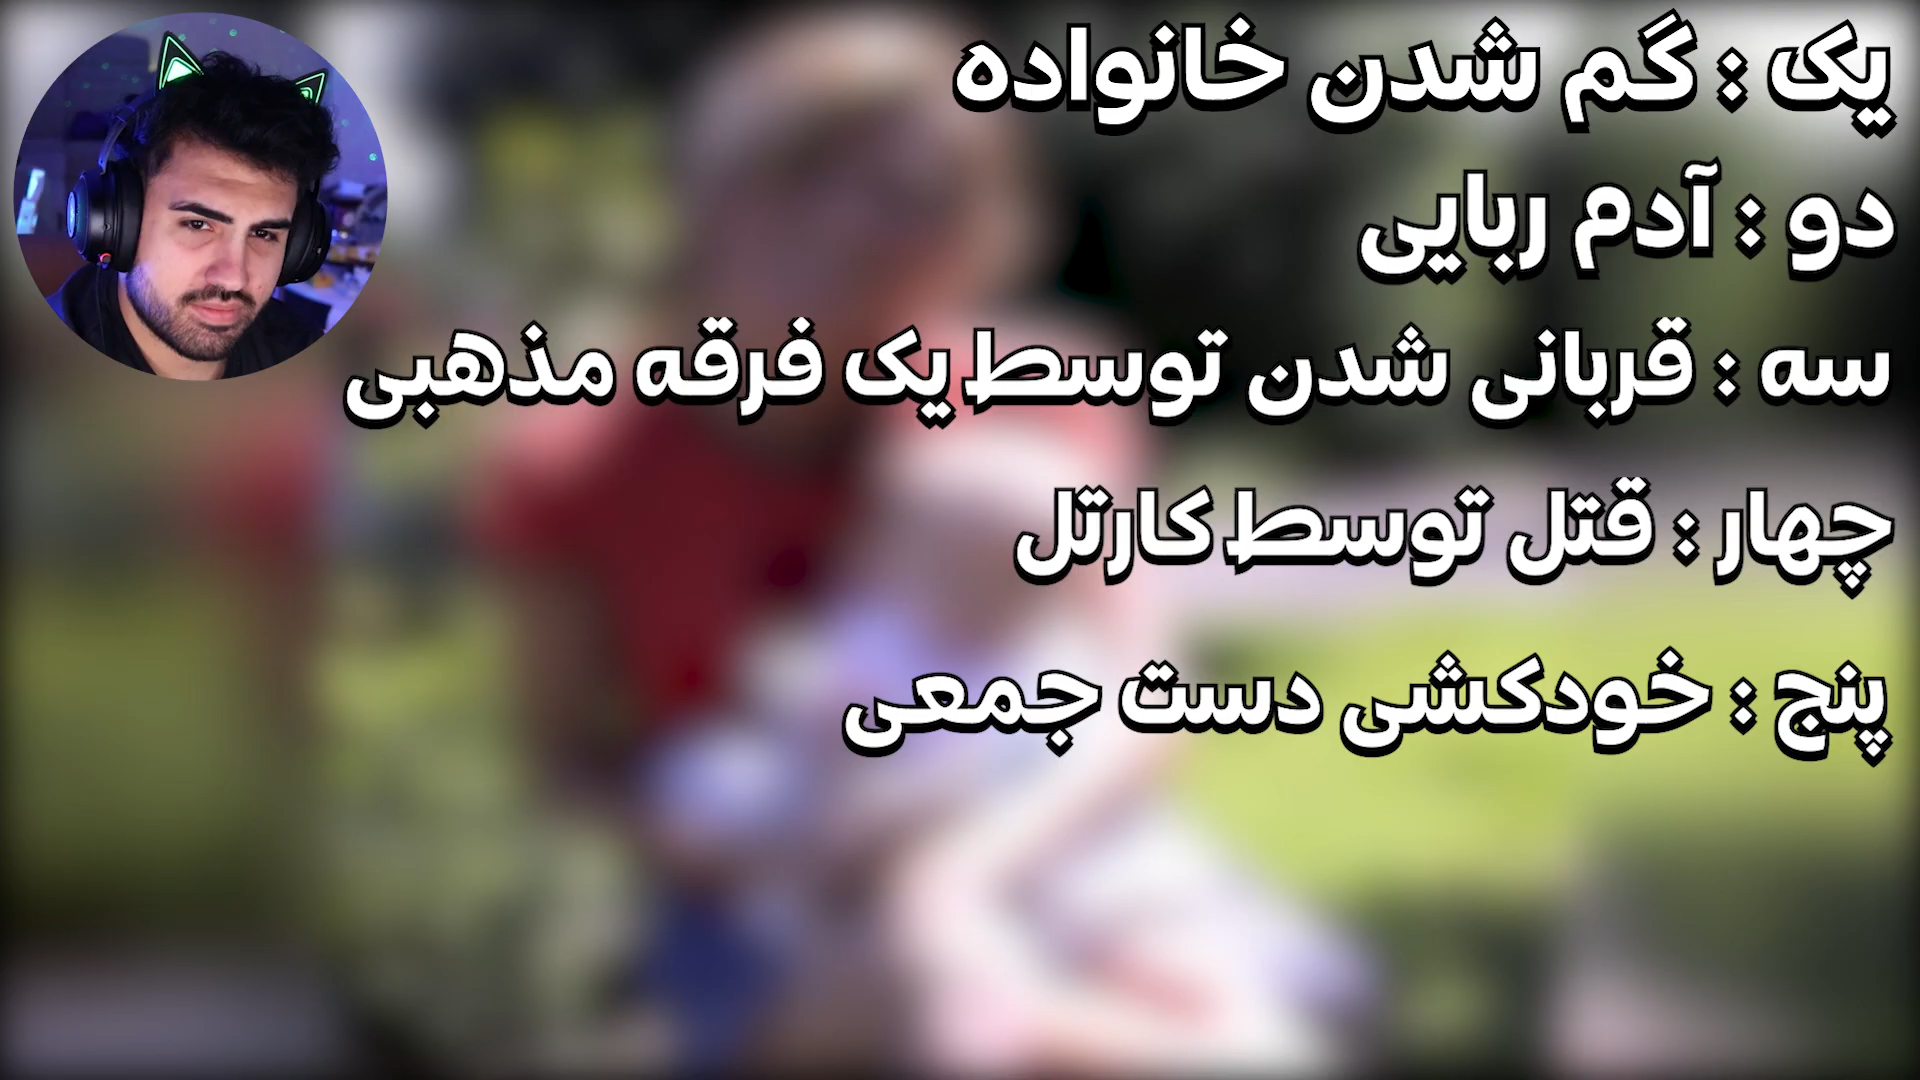 یک : گم شدن خانواده
دو : آدم ربایی
سه : قربانی شدن توسط یک فرقه مذهبی
چهار : قتل توسط کارتل
پنج : خودکشی دست جمعی